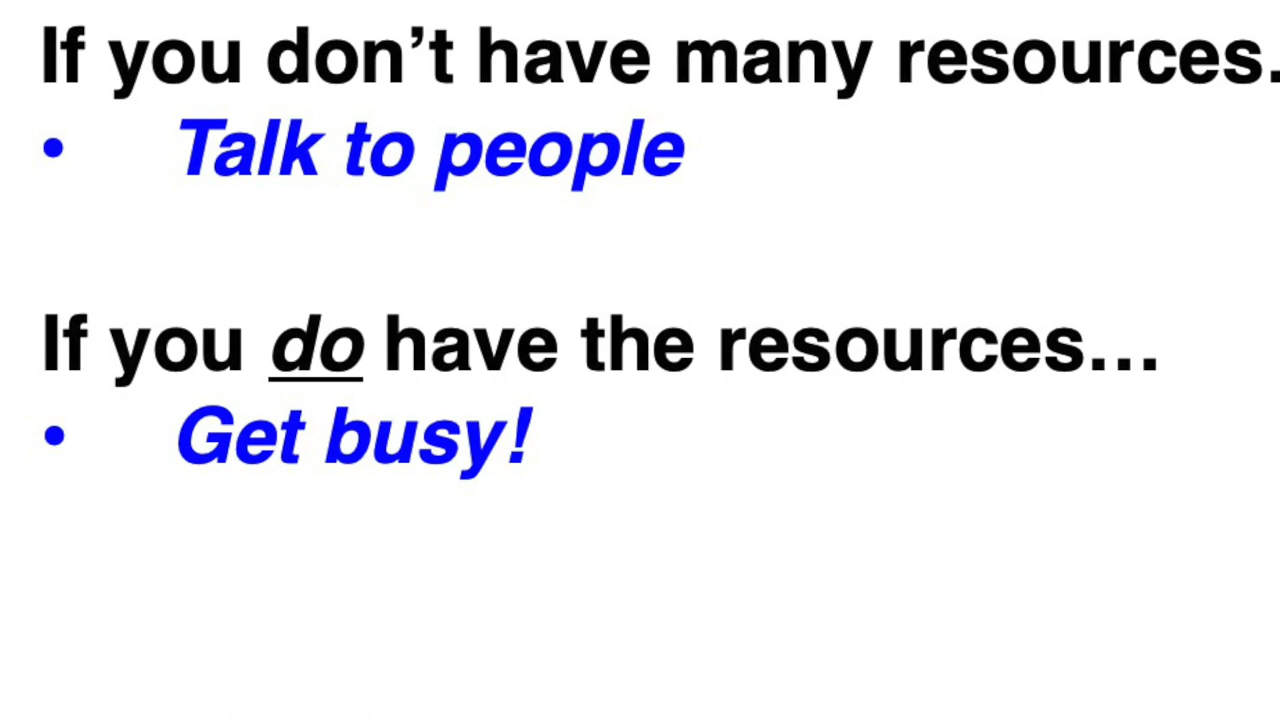 If you don’t have many resources.
• Talk to people
If you do have the resources…
• Get busy!